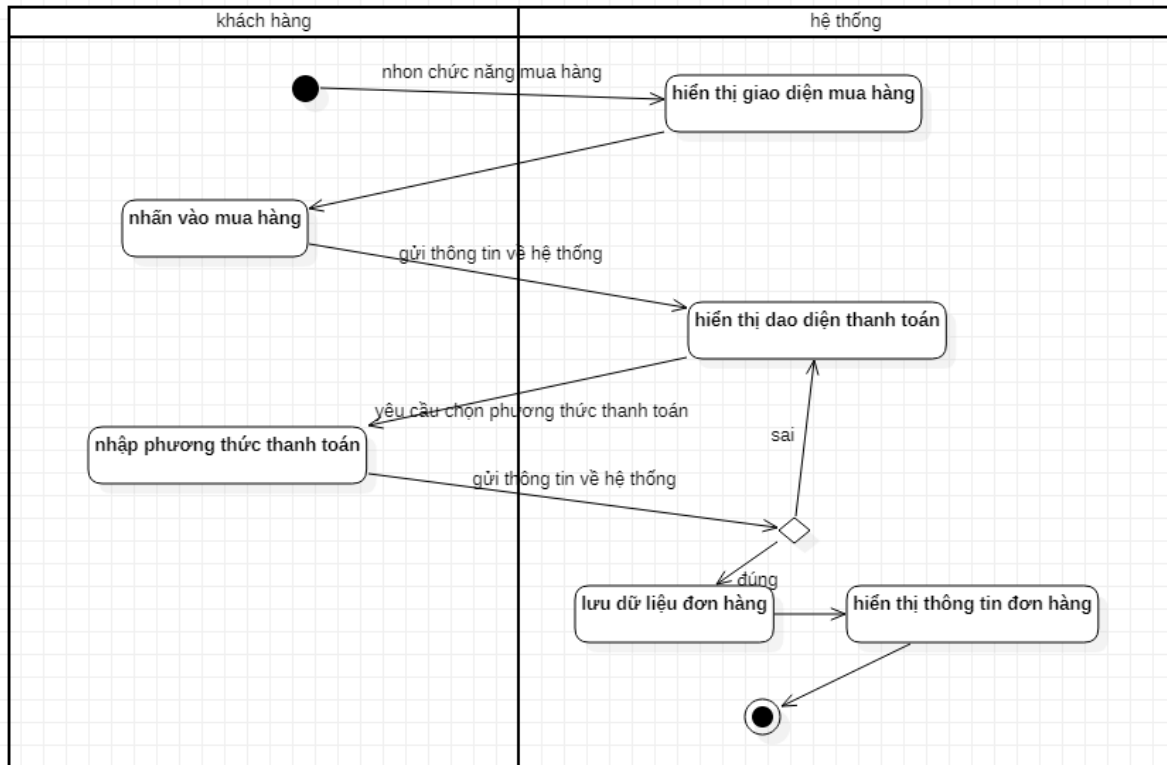 khách hàng
hệ thống
nhon chức năng mua hàng
hiển thị giao diện mua hàng
nhấn vào mua hàng
gửi thông tin về hệ thống
hiển thị dao diện thanh toán
yêu cầu chọn phương thức thanh toán
nhập phương thức thanh toán
sai
gửi thông tin về hệ thống
đúng
lưu dữ liệu đơn hàng
hiển thị thông tin đơn hàng